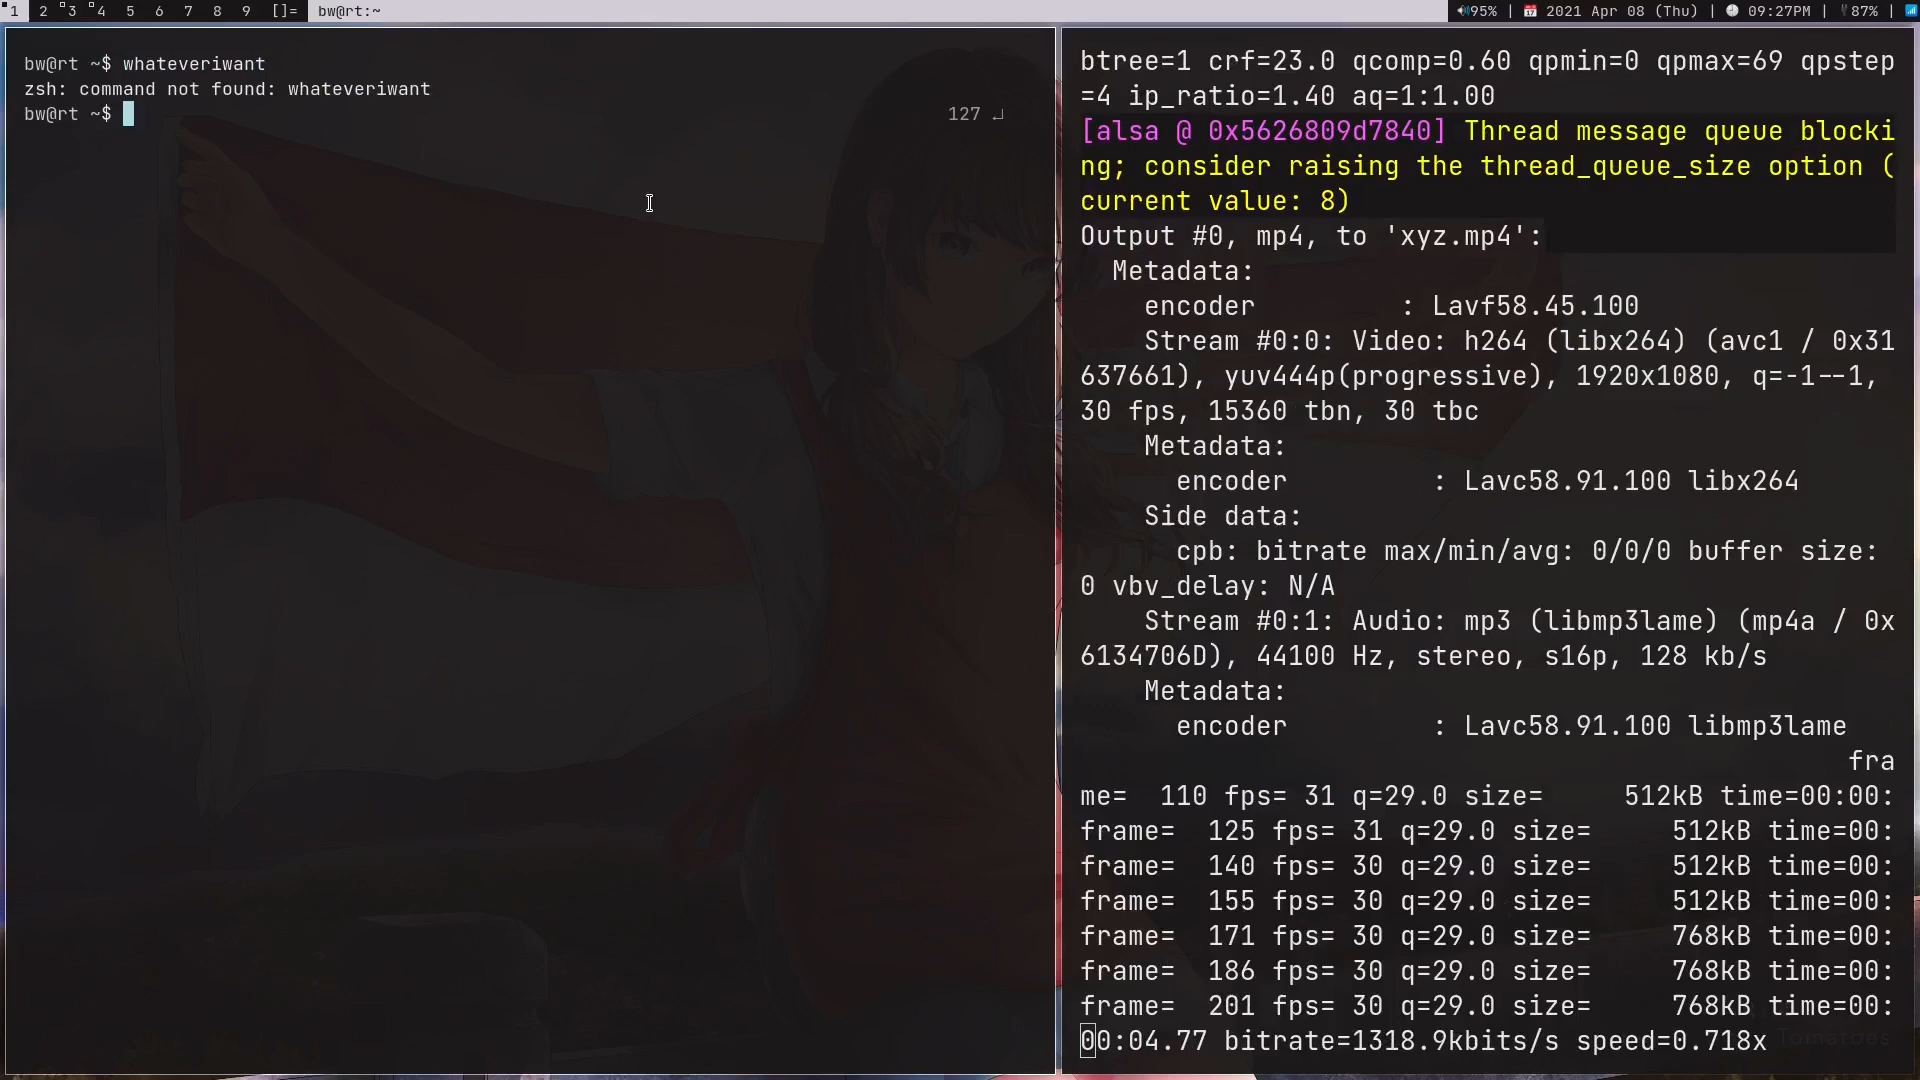 1 2 3 4 5 6 7 8 9 []= bw@rt:~ 95% | 2021 Apr 08 (Thu) | 09:27PM | 87% |
bw@rt ~$ whateveriwant
zsh: command not found: whateveriwant
bw@rt ~$ 127 ↵
btree=1 crf=23.0 qcomp=0.60 qpmin=0 qpmax=69 qpstep
=4 ip_ratio=1.40 aq=1:1.00
[alsa @ 0x5626809d7840] Thread message queue blocki
ng; consider raising the thread_queue_size option (
current value: 8)
Output #0, mp4, to 'xyz.mp4':
Metadata:
encoder : Lavf58.45.100
Stream #0:0: Video: h264 (libx264) (avc1 / 0x31
637661), yuv444p(progressive), 1920x1080, q=-1--1,
30 fps, 15360 tbn, 30 tbc
Metadata:
encoder : Lavc58.91.100 libx264
Side data:
cpb: bitrate max/min/avg: 0/0/0 buffer size:
0 vbv_delay: N/A
Stream #0:1: Audio: mp3 (libmp3lame) (mp4a / 0x
6134706D), 44100 Hz, stereo, s16p, 128 kb/s
Metadata:
encoder : Lavc58.91.100 libmp3lame
fra
me= 110 fps= 31 q=29.0 size= 512kB time=00:00:
frame= 125 fps= 31 q=29.0 size= 512kB time=00:
frame= 140 fps= 30 q=29.0 size= 512kB time=00:
frame= 155 fps= 30 q=29.0 size= 512kB time=00:
frame= 171 fps= 30 q=29.0 size= 768kB time=00:
frame= 186 fps= 30 q=29.0 size= 768kB time=00:
frame= 201 fps= 30 q=29.0 size= 768kB time=00:
00:04.77 bitrate=1318.9kbits/s speed=0.718x
Tomatoes